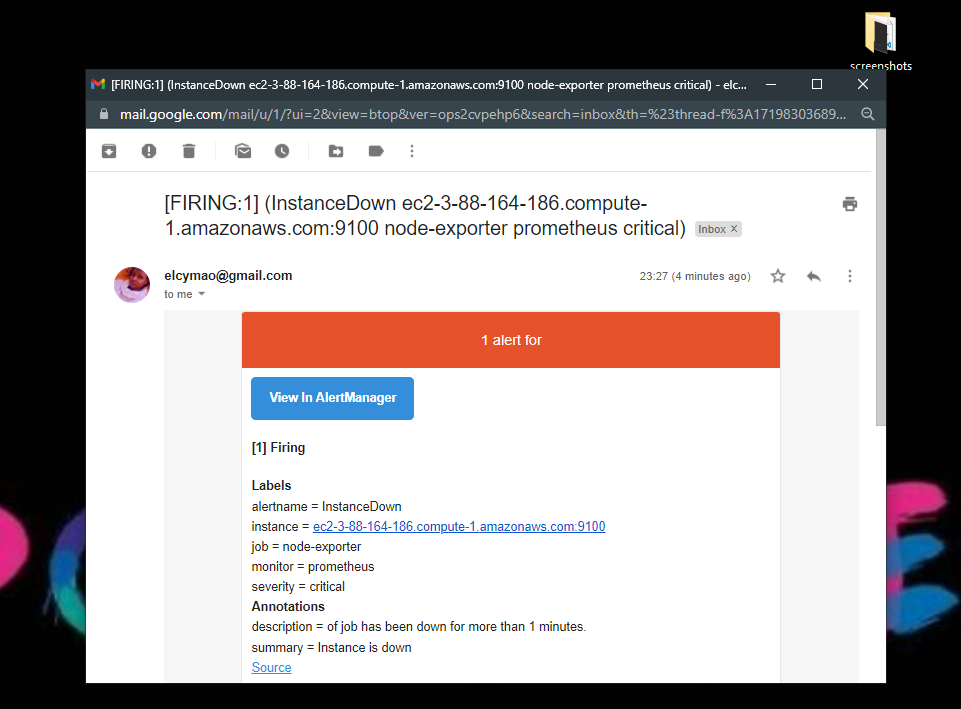 screenshots
[FIRING:1] (InstanceDown ec2-3-88-164-186.compute-1.amazonaws.com:9100 node-exporter prometheus critical) - elc...
mail.google.com/mail/u/1/?ui=2&view=btop&ver=ops2cvpehp6&search=inbox&th=%23thread-f%3A17198303689...
[FIRING:1] (InstanceDown ec2-3-88-164-186.compute-
1.amazonaws.com:9100 node-exporter prometheus critical) Inbox ×
elcymao@gmail.com 23:27 (4 minutes ago)
to me
1 alert for
View In AlertManager
[1] Firing
Labels
alertname = InstanceDown
instance = ec2-3-88-164-186.compute-1.amazonaws.com:9100
job = node-exporter
monitor = prometheus
severity = critical
Annotations
description = of job has been down for more than 1 minutes.
summary = Instance is down
Source